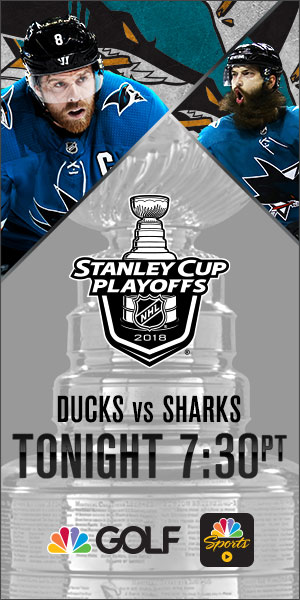 8
C
STANLEY CUP
PLAYOFFS
NHL
2018
®
DUCKS vs SHARKS
TONIGHT 7:30PT
GOLF
Sports